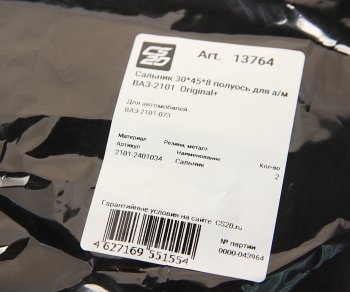 CS
20
Art. 13764
Сальник 30*45*8 полуось для а/м
ВАЗ-2101 Original+
Для автомобилей
ВАЗ-2101-073
Материал Резина, металл
Артикул Наименование Кол-во
2101-2401034 Сальник 2
Гарантийные условия на сайте CS20.ru
4 627169 551554
№ партии
0000-043964